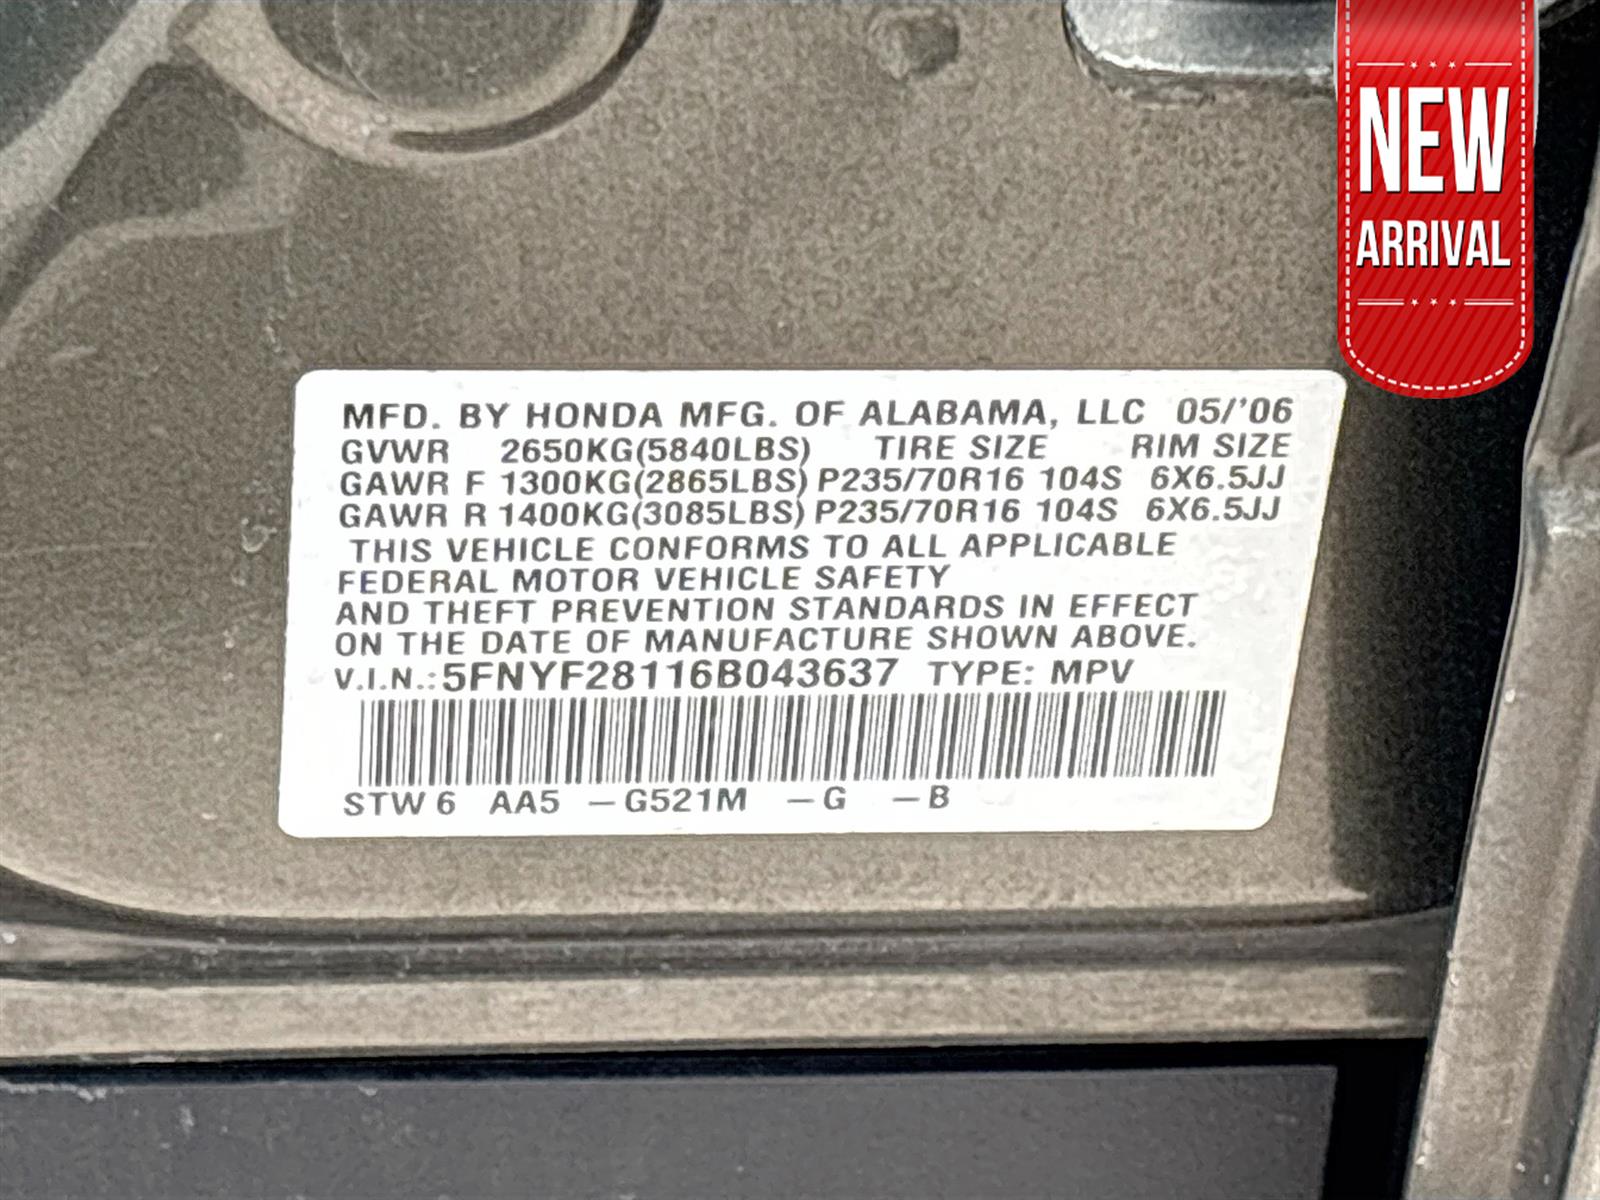 NEW
ARRIVAL
MFD. BY HONDA MFG. OF ALABAMA, LLC 05/'06
GVWR 2650KG(5840LBS) TIRE SIZE RIM SIZE
GAWR F 1300KG(2865LBS) P235/70R16 104S 6X6.5JJ
GAWR R 1400KG(3085LBS) P235/70R16 104S 6X6.5JJ
THIS VEHICLE CONFORMS TO ALL APPLICABLE
FEDERAL MOTOR VEHICLE SAFETY
AND THEFT PREVENTION STANDARDS IN EFFECT
ON THE DATE OF MANUFACTURE SHOWN ABOVE.
V.I.N.: 5FNYF28116B043637 TYPE: MPV
STW 6 AA5 –G521M –G –B